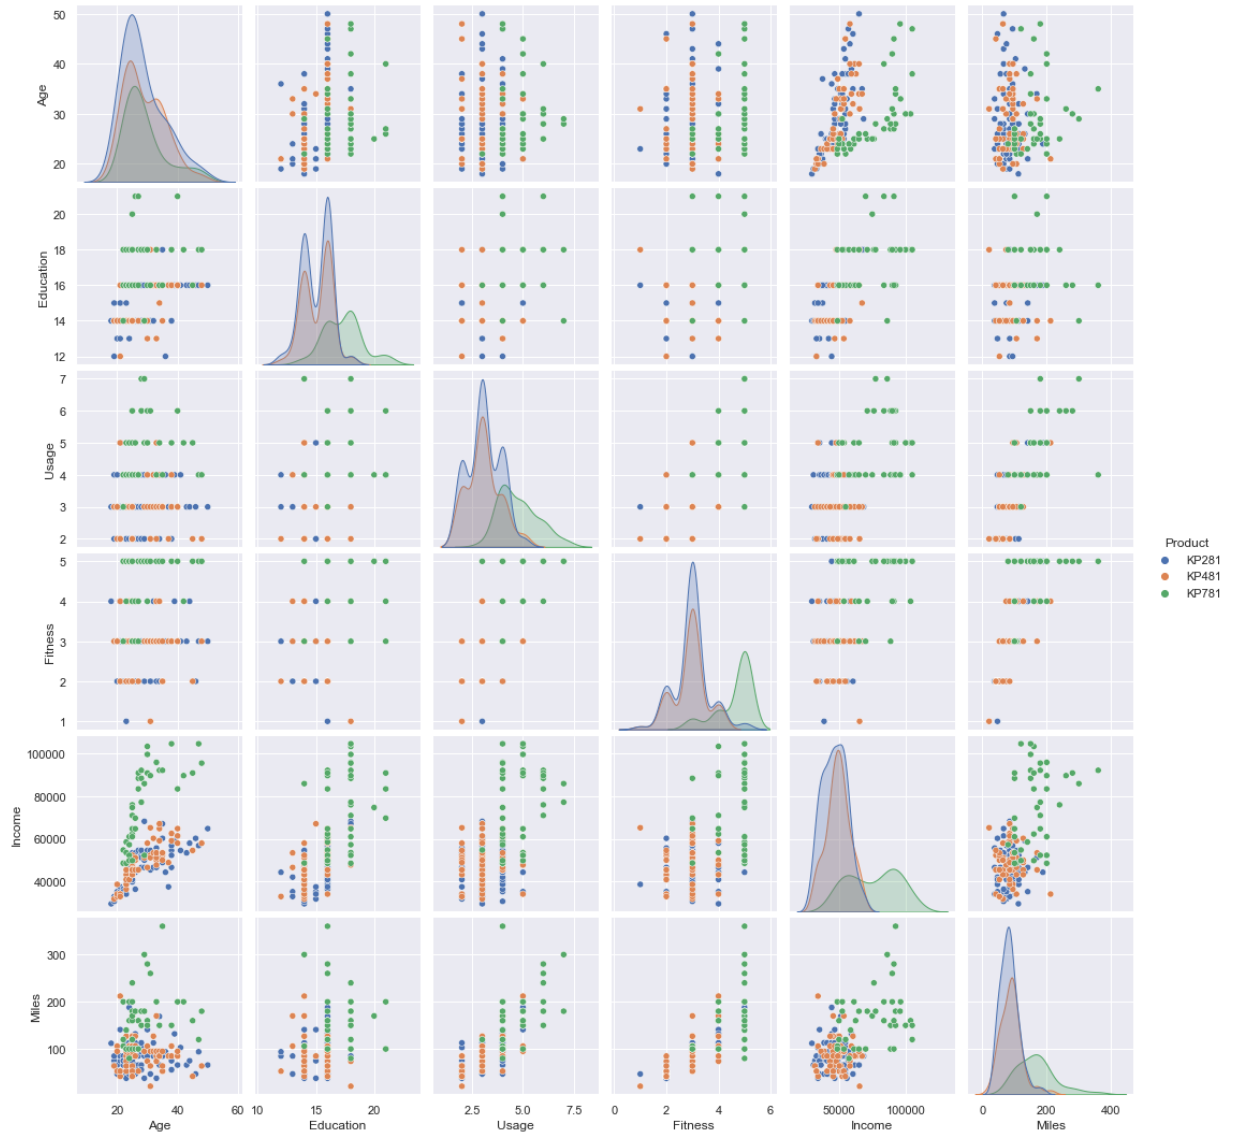 50
40
30
20
Age
20
18
16
14
12
Education
7
6
5
4
3
2
Usage
5
4
3
2
1
Fitness
100000
80000
60000
40000
Income
300
200
100
Miles
Product
KP281
KP481
KP781
20 40 60
10 15 20
2.5 5.0 7.5
0 2 4 6
50000 100000
0 200 400
Age Education Usage Fitness Income Miles